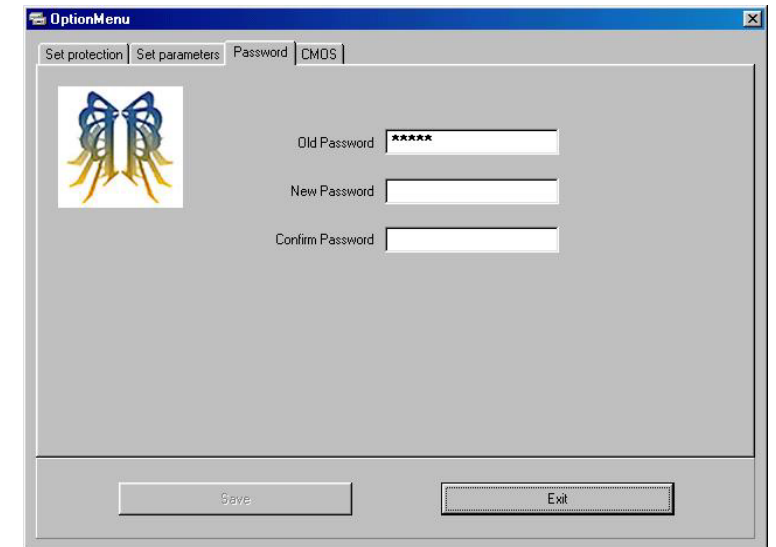 OptionMenu
Set protection Set parameters Password CMOS
Old Password *****
New Password
Confirm Password
Save Exit